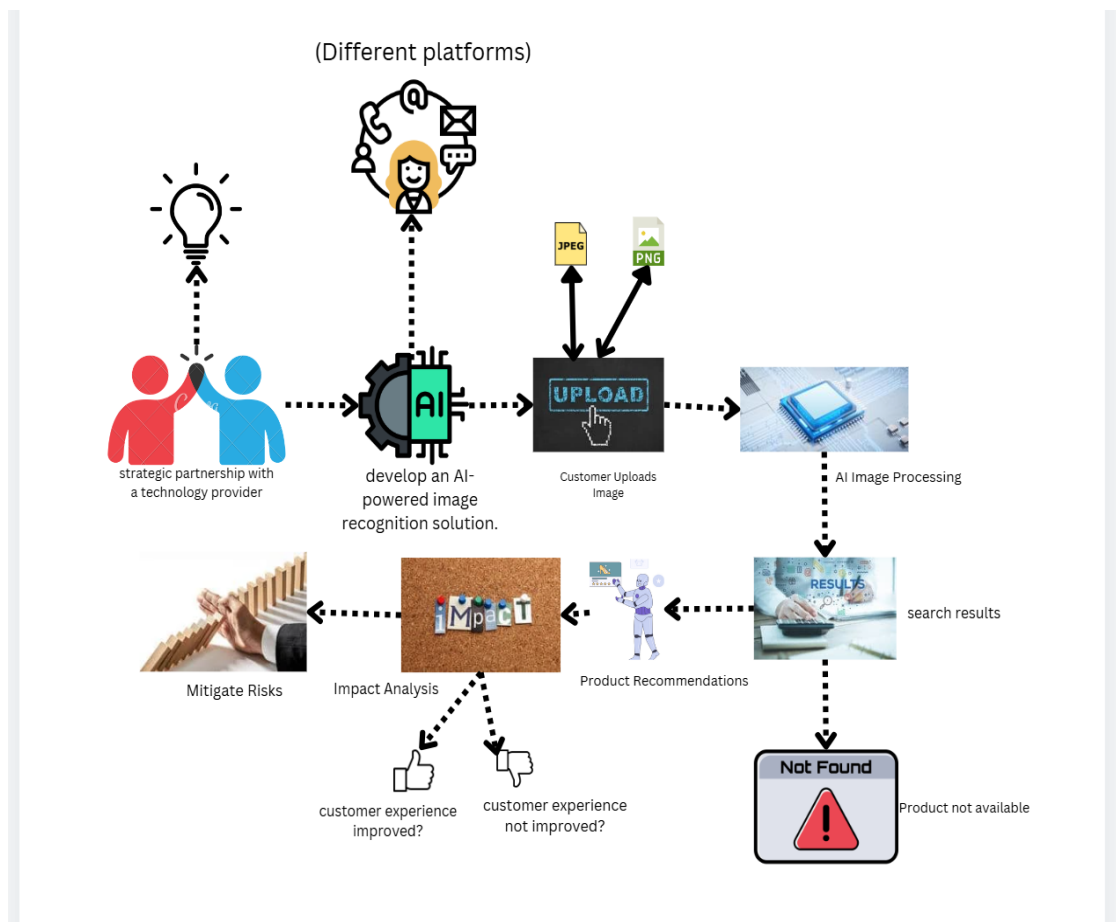 (Different platforms)
JPEG
PNG
AI
UPLOAD
strategic partnership with
a technology provider
develop an AI-
powered image
recognition solution.
Customer Uploads
Image
AI Image Processing
iMpacT
RESULTS
search results
Mitigate Risks
Impact Analysis
Product Recommendations
Not Found
Product not available
customer experience
improved?
customer experience
not improved?